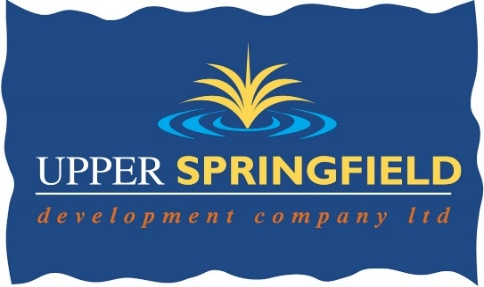 UPPER SPRINGFIELD
development company ltd